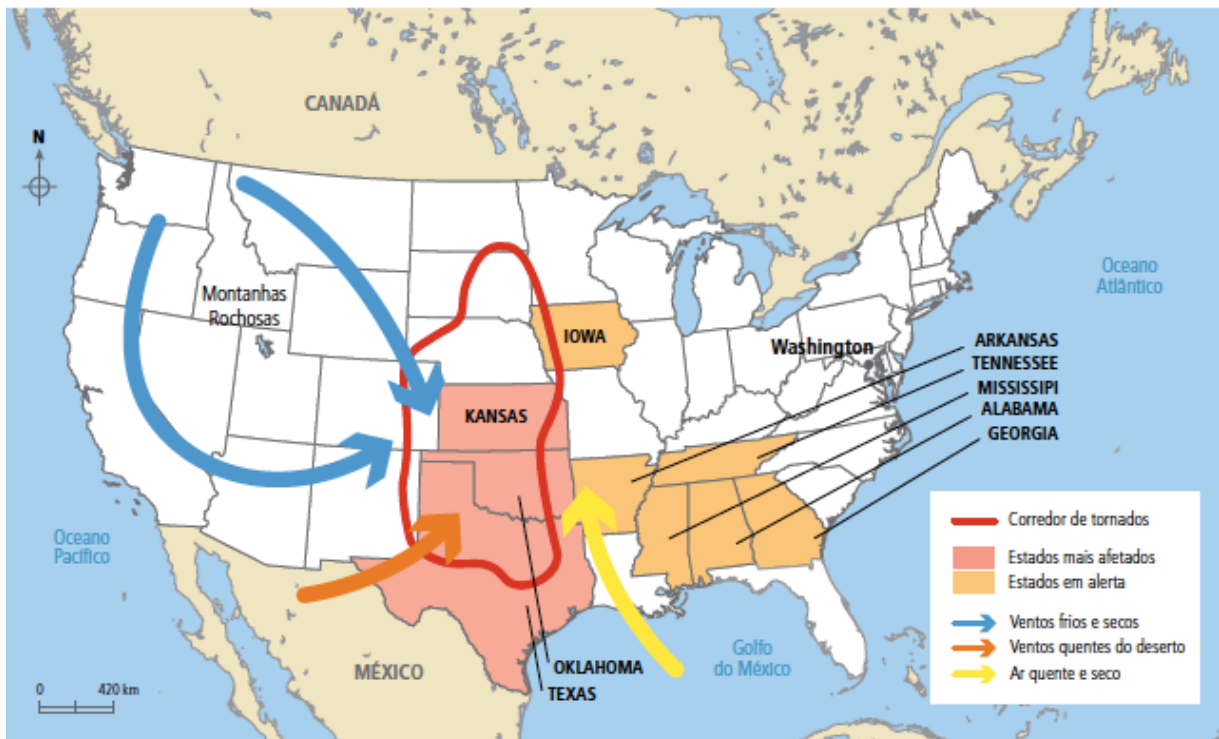 CANADÁ
N
Montanhas
Rochosas
IOWA
Washington
Oceano
Atlântico
ARKANSAS
TENNESSEE
MISSISSIPI
ALABAMA
GEORGIA
KANSAS
Oceano
Pacífico
MÉXICO
OKLAHOMA
TEXAS
Golfo
do México
0 420 km
Corredor de tornados
Estados mais afetados
Estados em alerta
Ventos frios e secos
Ventos quentes do deserto
Ar quente e seco